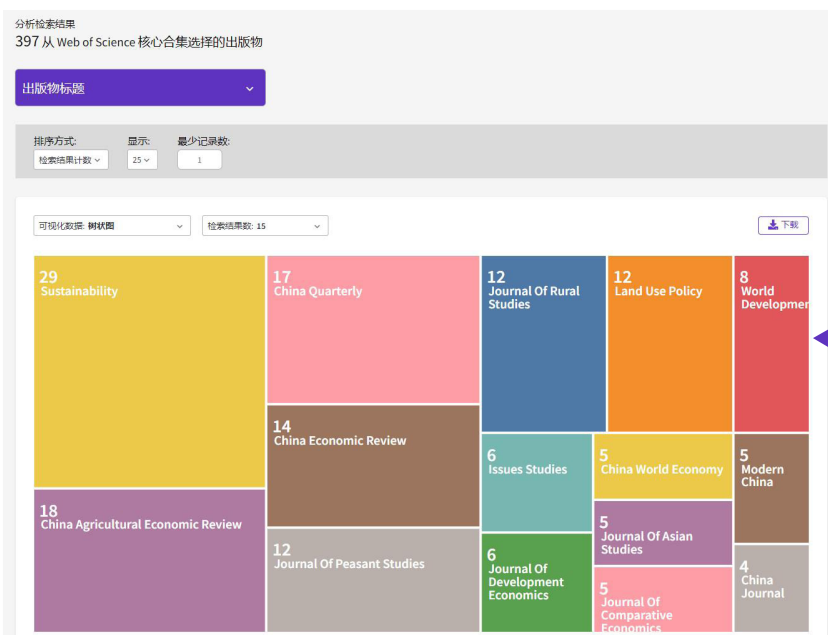 分析检索结果
397 从 Web of Science 核心合集选择的出版物
出版物标题
排序方式:
显示:
最少记录数:
检索结果计数
25
1
可视化数据: 树状图
检索结果数: 15
下载
29
Sustainability
18
China Agricultural Economic Review
17
China Quarterly
14
China Economic Review
12
Journal Of Peasant Studies
12
Journal Of Rural
Studies
12
Land Use Policy
8
World
Developmen
6
Issues Studies
6
Journal Of
Development
Economics
5
China World Economy
5
Journal Of Asian
Studies
5
Journal Of
Comparative
Economics
5
Modern
China
4
China
Journal